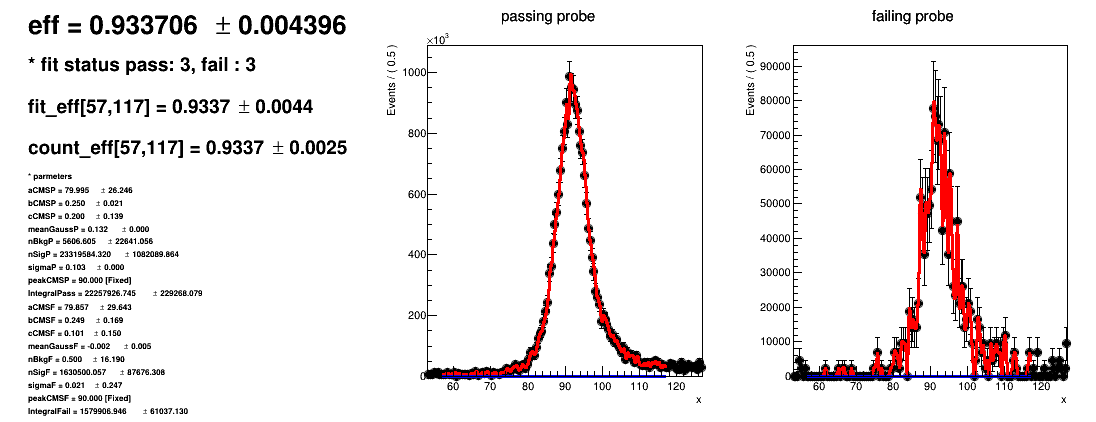 eff = 0.933706 ± 0.004396
* fit status pass: 3, fail : 3
fit_eff[57,117] = 0.9337 ± 0.0044
count_eff[57,117] = 0.9337 ± 0.0025
* parmeters
aCMSP = 79.995 ± 26.246
bCMSP = 0.250 ± 0.021
cCMSP = 0.200 ± 0.139
meanGaussP = 0.132 ± 0.000
nBkgP = 5606.605 ± 22641.056
nSigP = 23319584.320 ± 1082089.864
sigmaP = 0.103 ± 0.000
peakCMSP = 90.000 [Fixed]
IntegralPass = 22257926.745 ± 229268.079
aCMSF = 79.857 ± 29.643
bCMSF = 0.249 ± 0.169
cCMSF = 0.101 ± 0.150
meanGaussF = -0.002 ± 0.005
nBkgF = 0.500 ± 16.190
nSigF = 1630500.057 ± 87676.308
sigmaF = 0.021 ± 0.247
peakCMSF = 90.000 [Fixed]
IntegralFail = 1579906.946 ± 61037.130
passing probe
×10³
Events / ( 0.5 )
1000
800
600
400
200
0
60 70 80 90 100 110 120
x
failing probe
Events / ( 0.5 )
90000
80000
70000
60000
50000
40000
30000
20000
10000
0
60 70 80 90 100 110 120
x